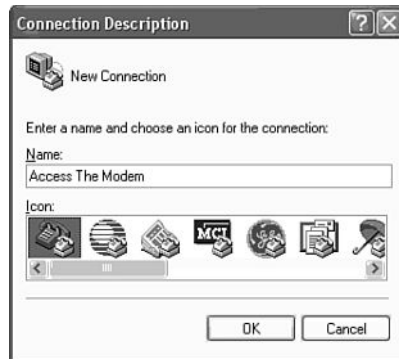 Connection Description
New Connection
Enter a name and choose an icon for the connection:
Name:
Access The Modem
Icon:
MCI
OK Cancel